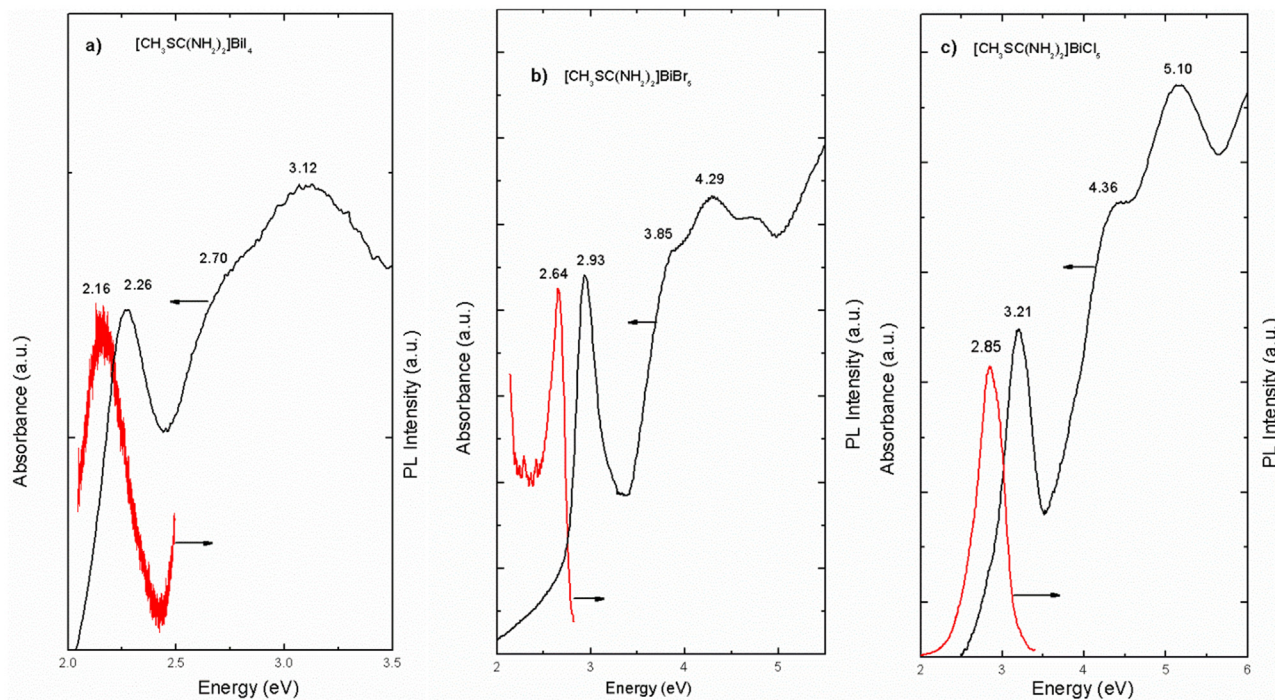 a) [CH₃SC(NH₂)₂]BiI₄
3.12
2.70
2.16 2.26
Absorbance (a.u.)
PL Intensity (a.u.)
2.0 2.5 3.0 3.5
Energy (eV)
b) [CH₃SC(NH₂)₂]BiBr₅
4.29
3.85
2.64 2.93
Absorbance (a.u.)
PL Intensity (a.u.)
2 3 4 5
Energy (eV)
c) [CH₃SC(NH₂)₂]BiCl₅
5.10
4.36
3.21
2.85
Absorbance (a.u.)
PL Intensity (a.u.)
2 3 4 5 6
Energy (eV)